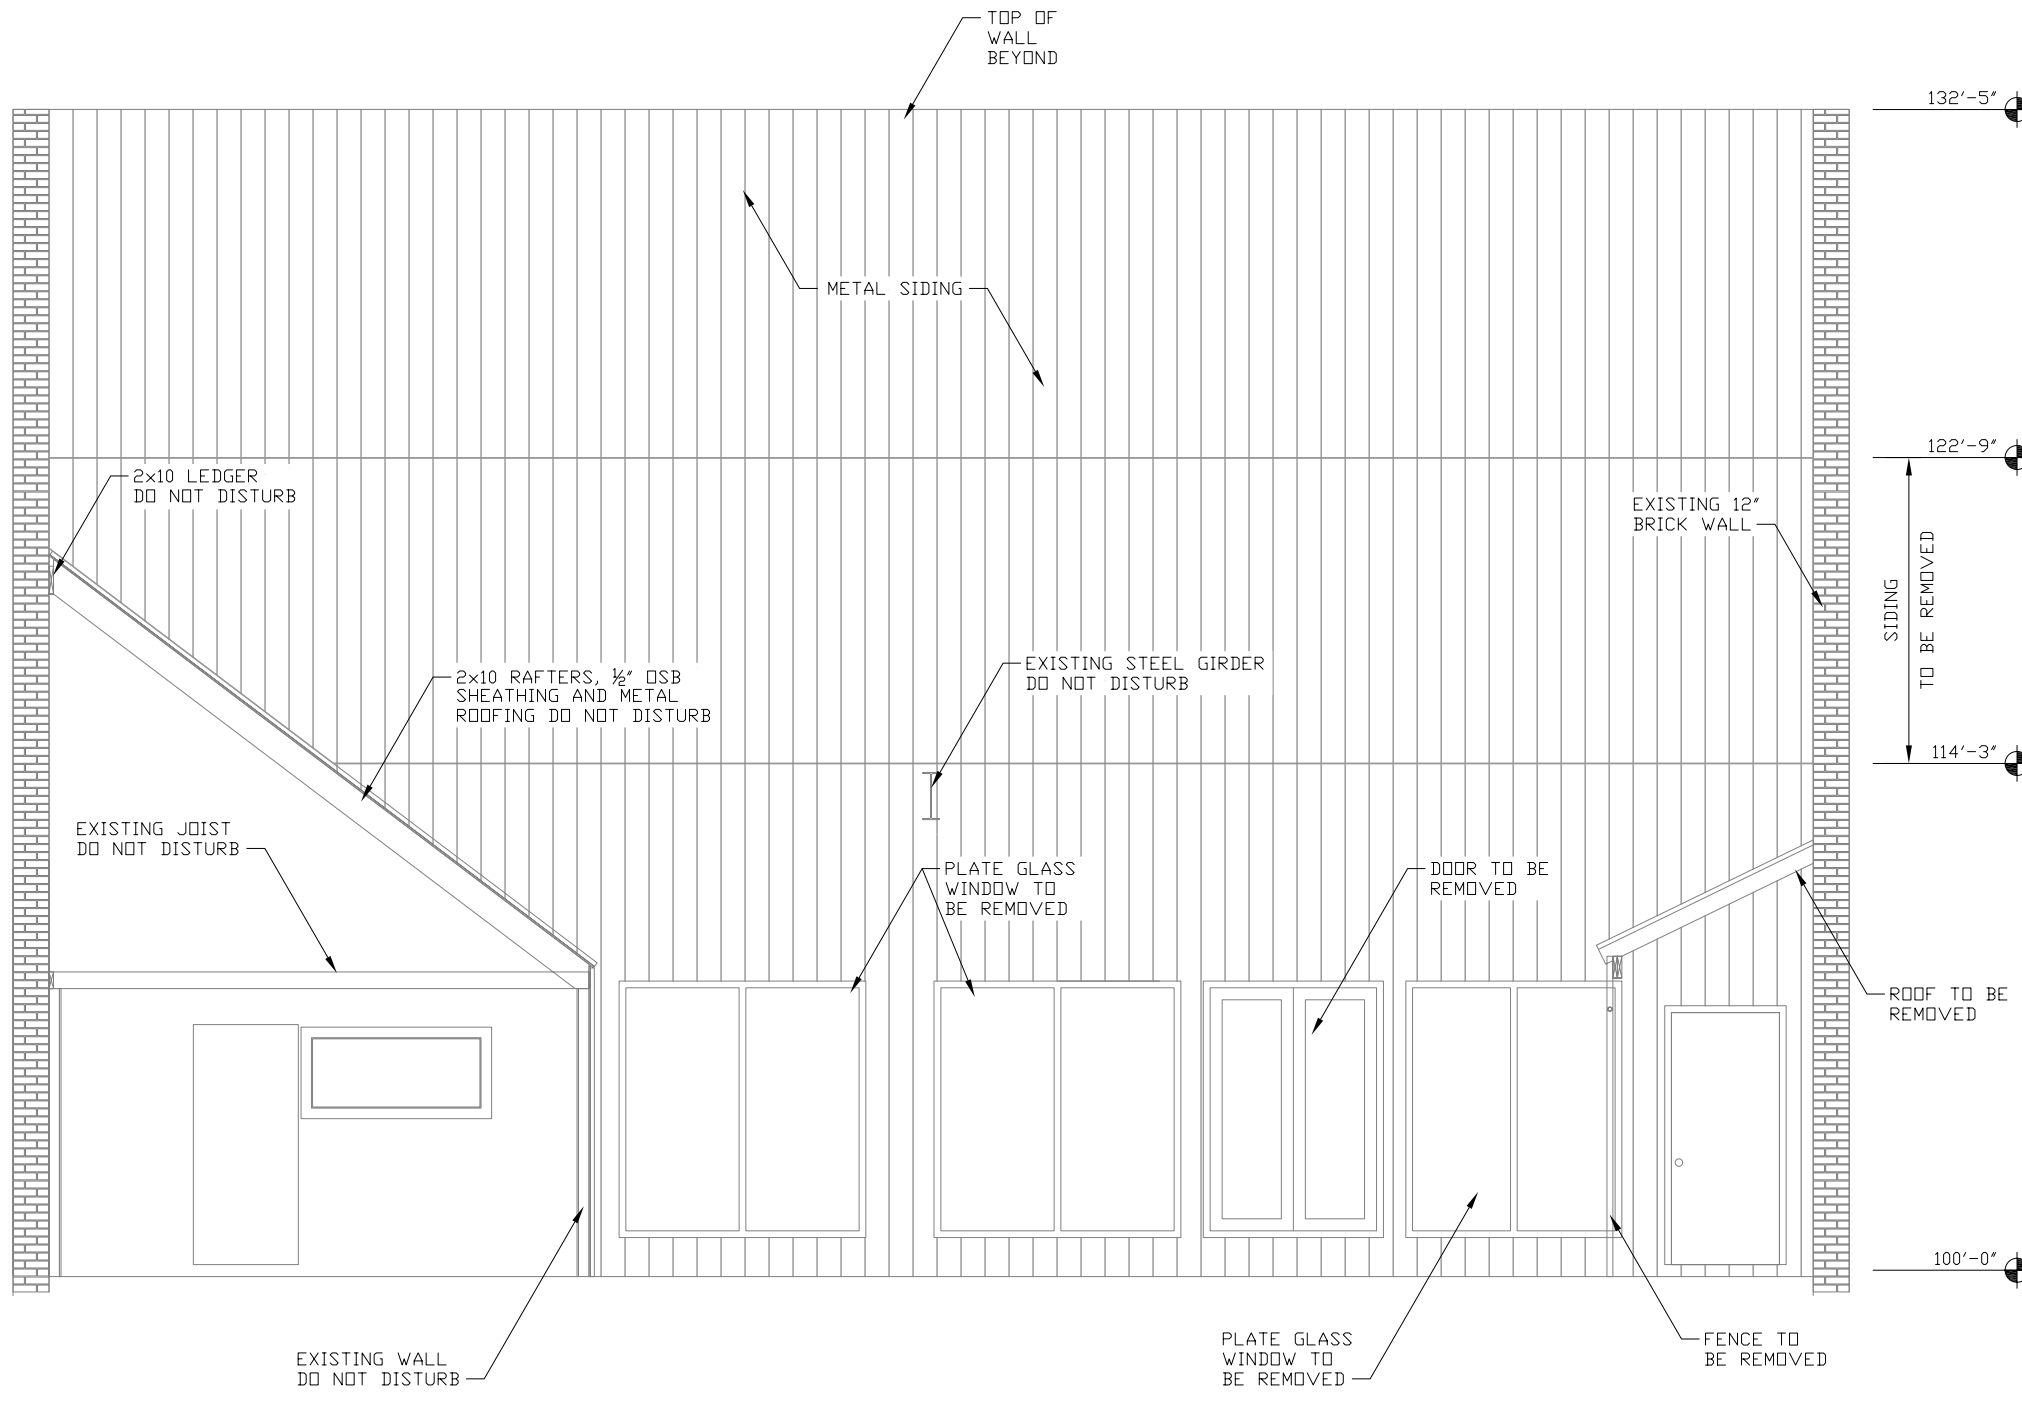 TOP OF
WALL
BEYOND
132'-5"
METAL SIDING
122'-9"
2x10 LEDGER
DO NOT DISTURB
EXISTING 12"
BRICK WALL
SIDING
TO BE REMOVED
EXISTING STEEL GIRDER
DO NOT DISTURB
2x10 RAFTERS, ½" OSB
SHEATHING AND METAL
ROOFING DO NOT DISTURB
114'-3"
EXISTING JOIST
DO NOT DISTURB
PLATE GLASS
WINDOW TO
BE REMOVED
DOOR TO BE
REMOVED
ROOF TO BE
REMOVED
100'-0"
EXISTING WALL
DO NOT DISTURB
PLATE GLASS
WINDOW TO
BE REMOVED
FENCE TO
BE REMOVED